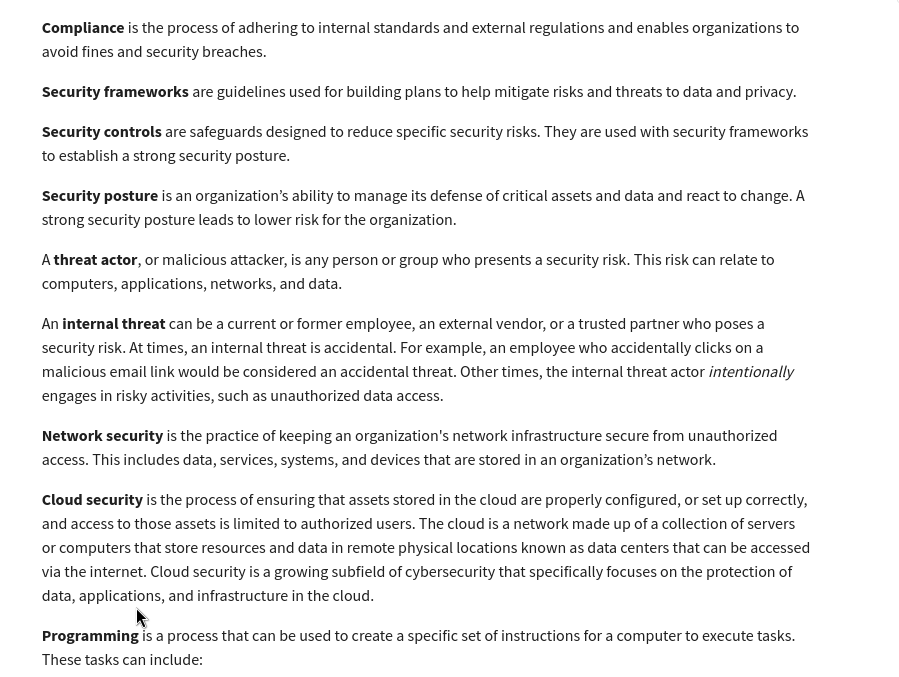 Compliance is the process of adhering to internal standards and external regulations and enables organizations to
avoid fines and security breaches.
Security frameworks are guidelines used for building plans to help mitigate risks and threats to data and privacy.
Security controls are safeguards designed to reduce specific security risks. They are used with security frameworks
to establish a strong security posture.
Security posture is an organization’s ability to manage its defense of critical assets and data and react to change. A
strong security posture leads to lower risk for the organization.
A threat actor, or malicious attacker, is any person or group who presents a security risk. This risk can relate to
computers, applications, networks, and data.
An internal threat can be a current or former employee, an external vendor, or a trusted partner who poses a
security risk. At times, an internal threat is accidental. For example, an employee who accidentally clicks on a
malicious email link would be considered an accidental threat. Other times, the internal threat actor intentionally
engages in risky activities, such as unauthorized data access.
Network security is the practice of keeping an organization's network infrastructure secure from unauthorized
access. This includes data, services, systems, and devices that are stored in an organization’s network.
Cloud security is the process of ensuring that assets stored in the cloud are properly configured, or set up correctly,
and access to those assets is limited to authorized users. The cloud is a network made up of a collection of servers
or computers that store resources and data in remote physical locations known as data centers that can be accessed
via the internet. Cloud security is a growing subfield of cybersecurity that specifically focuses on the protection of
data, applications, and infrastructure in the cloud.
Programming is a process that can be used to create a specific set of instructions for a computer to execute tasks.
These tasks can include: